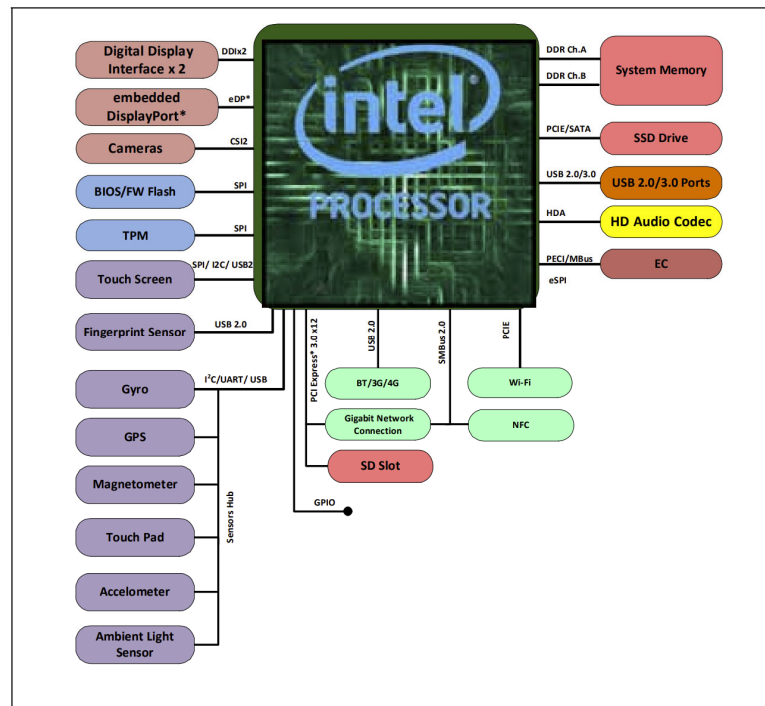 Digital Display
Interface x 2
DDIx2
embedded
DisplayPort*
eDP*
Cameras
CSI2
BIOS/FW Flash
SPI
TPM
SPI
Touch Screen
SPI/ I2C/ USB2
Fingerprint Sensor
USB 2.0
Gyro
I²C/UART/ USB
GPS
Magnetometer
Touch Pad
Accelometer
Ambient Light
Sensor
Sensors Hub
intel®
PROCESSOR
DDR Ch.A
DDR Ch.B
System Memory
PCIE/SATA
SSD Drive
USB 2.0/3.0
USB 2.0/3.0 Ports
HDA
HD Audio Codec
PECI/MBus
eSPI
EC
PCI Express* 3.0 x12
USB 2.0
SMBus 2.0
PCIE
BT/3G/4G
Wi-Fi
Gigabit Network
Connection
NFC
SD Slot
GPIO